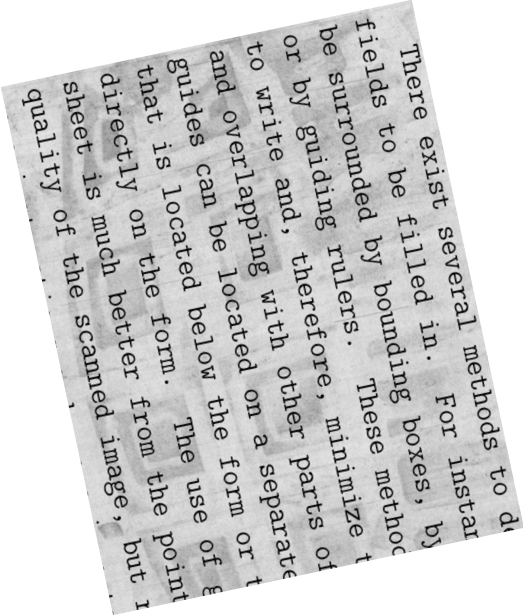 There exist several methods to
fields to be filled in. For
be surrounded by bounding boxes, by
or by guiding rulers. These
to write and, therefore, minimize
and overlapping with other parts of
guides can be located on a separate
that is located below the form or
directly on the form. The use of
sheet is much better from the point
quality of the scanned image, but